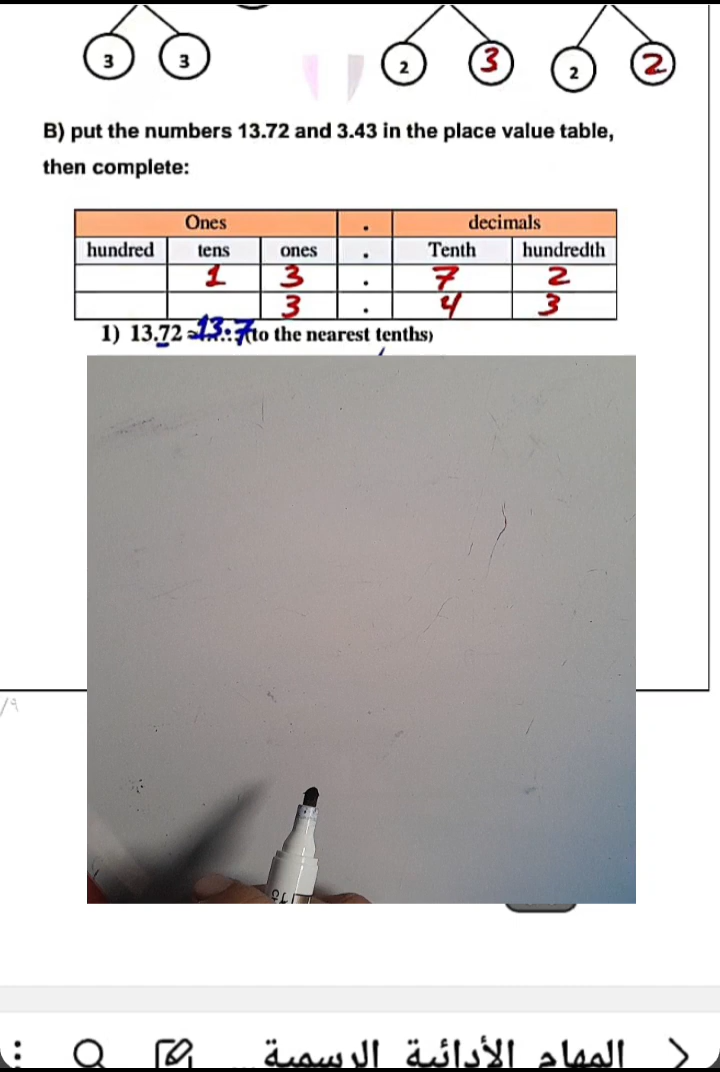 3 3 2 3 2 2
B) put the numbers 13.72 and 3.43 in the place value table,
then complete:
Ones . decimals
hundred tens ones . Tenth hundredth
1 3 . 7 2
3 . 4 3
1) 13.72 ≈ 13.7 (to the nearest tenths)
/9
المهام الأدائية الرسمية ...